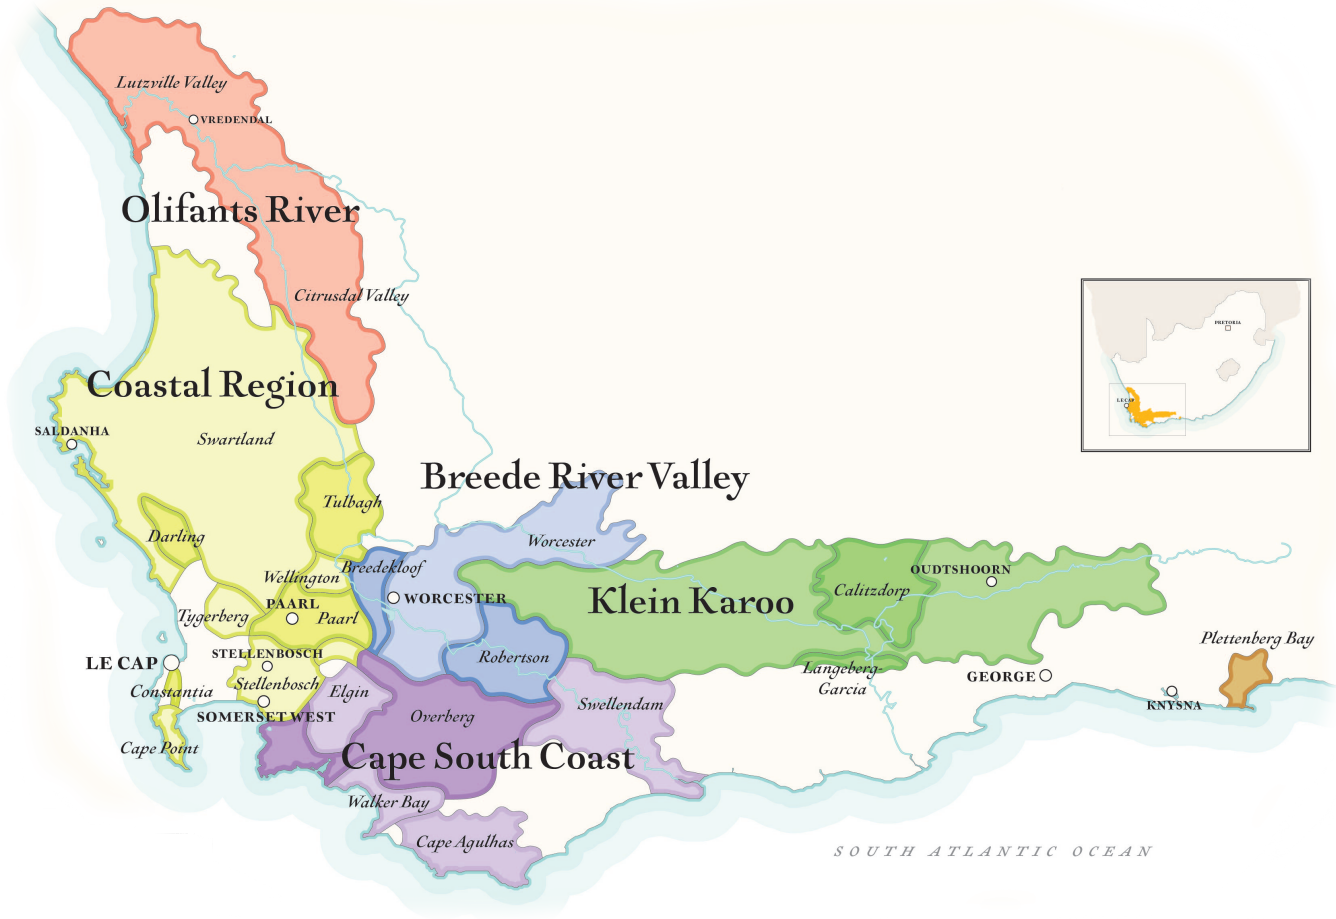 Lutzville Valley
VREDENDAL
Olifants River
Citrusdal Valley
PRETORIA
LE CAP
Coastal Region
SALDANHA
Swartland
Breede River Valley
Tulbagh
Darling
Worcester
Breedekloof
OUDTSHOORN
Wellington
Calitzdorp
WORCESTER
Klein Karoo
PAARL
Tygerberg
Paarl
Plettenberg Bay
STELLENBOSCH
Robertson
LE CAP
Langeberg-
Garcia
GEORGE
Stellenbosch
Constantia
Elgin
Swellendam
KNYSNA
SOMERSET WEST
Overberg
Cape Point
Cape South Coast
Walker Bay
Cape Agulhas
SOUTH ATLANTIC OCEAN